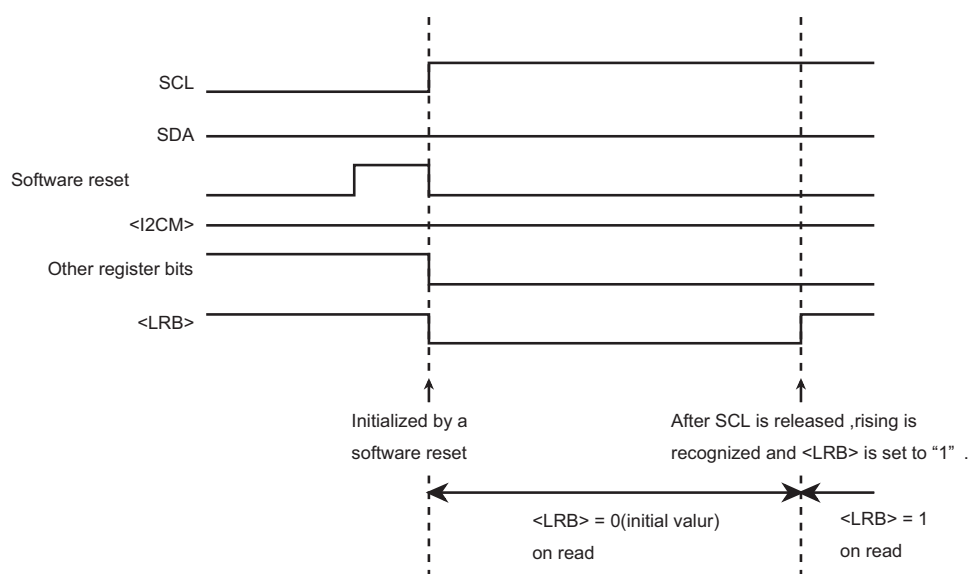 SCL
SDA
Software reset
<I2CM>
Other register bits
<LRB>
Initialized by a
software reset
After SCL is released ,rising is
recognized and <LRB> is set to “1” .
<LRB> = 0(initial valur)
on read
<LRB> = 1
on read